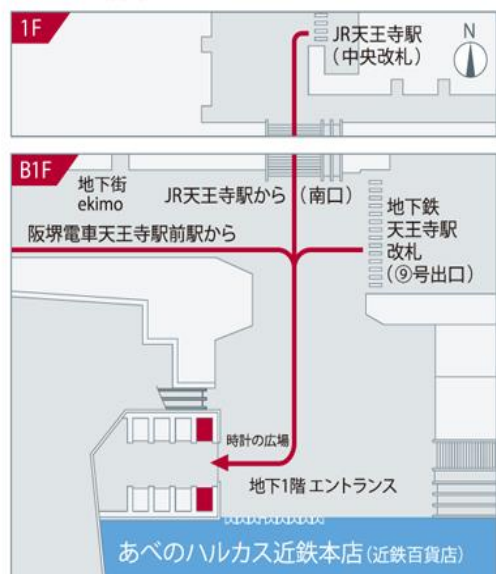 1F
JR天王寺駅
（中央改札）
N
B1F
地下街
ekimo
JR天王寺駅から （南口）
地下鉄
天王寺駅
改札
（⑨号出口）
阪堺電車天王寺駅前駅から
時計の広場
地下1階 エントランス
あべのハルカス近鉄本店（近鉄百貨店）